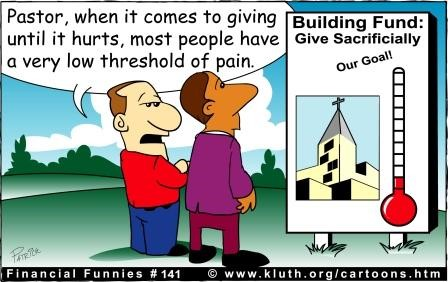 Pastor, when it comes to giving
until it hurts, most people have
a very low threshold of pain.
Building Fund:
Give Sacrificially
Our Goal!
PATRICK
Financial Funnies # 141 © www.kluth.org/cartoons.htm